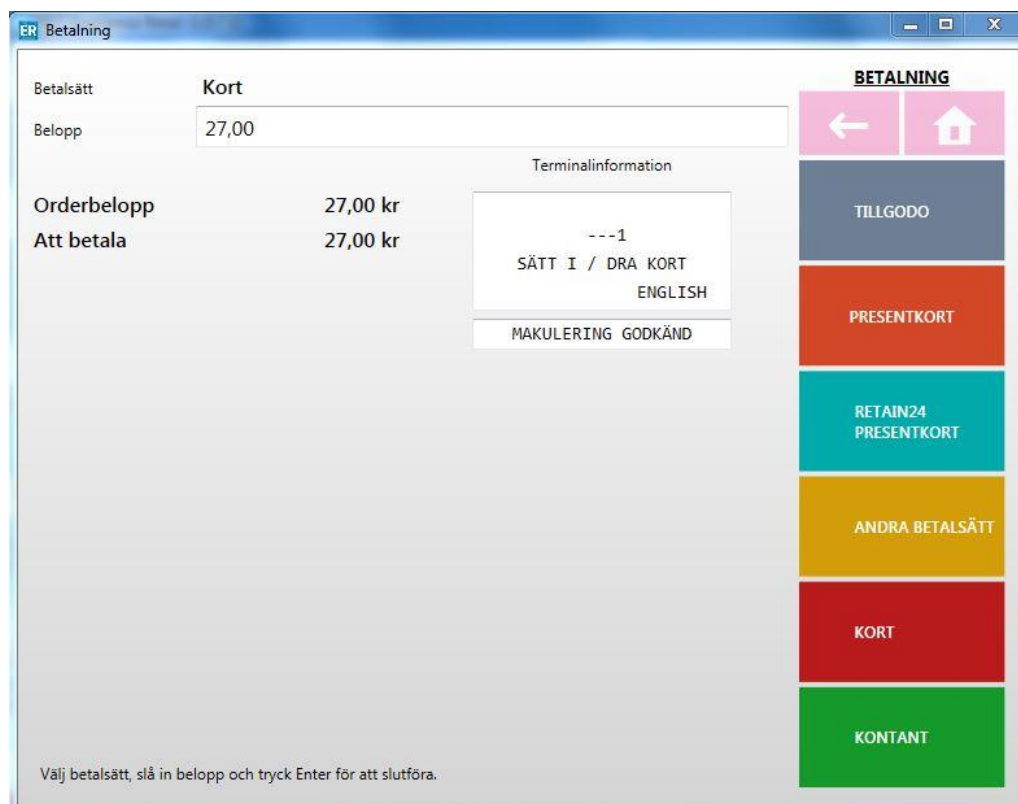 ER Betalning
Betalsätt Kort
Belopp 27,00
Terminalinformation
Orderbelopp 27,00 kr
Att betala 27,00 kr
---1
SÄTT I / DRA KORT
ENGLISH
MAKULERING GODKÄND
Välj betalsätt, slå in belopp och tryck Enter för att slutföra.
BETALNING
TILLGODO
PRESENTKORT
RETAIN24
PRESENTKORT
ANDRA BETALSÄTT
KORT
KONTANT